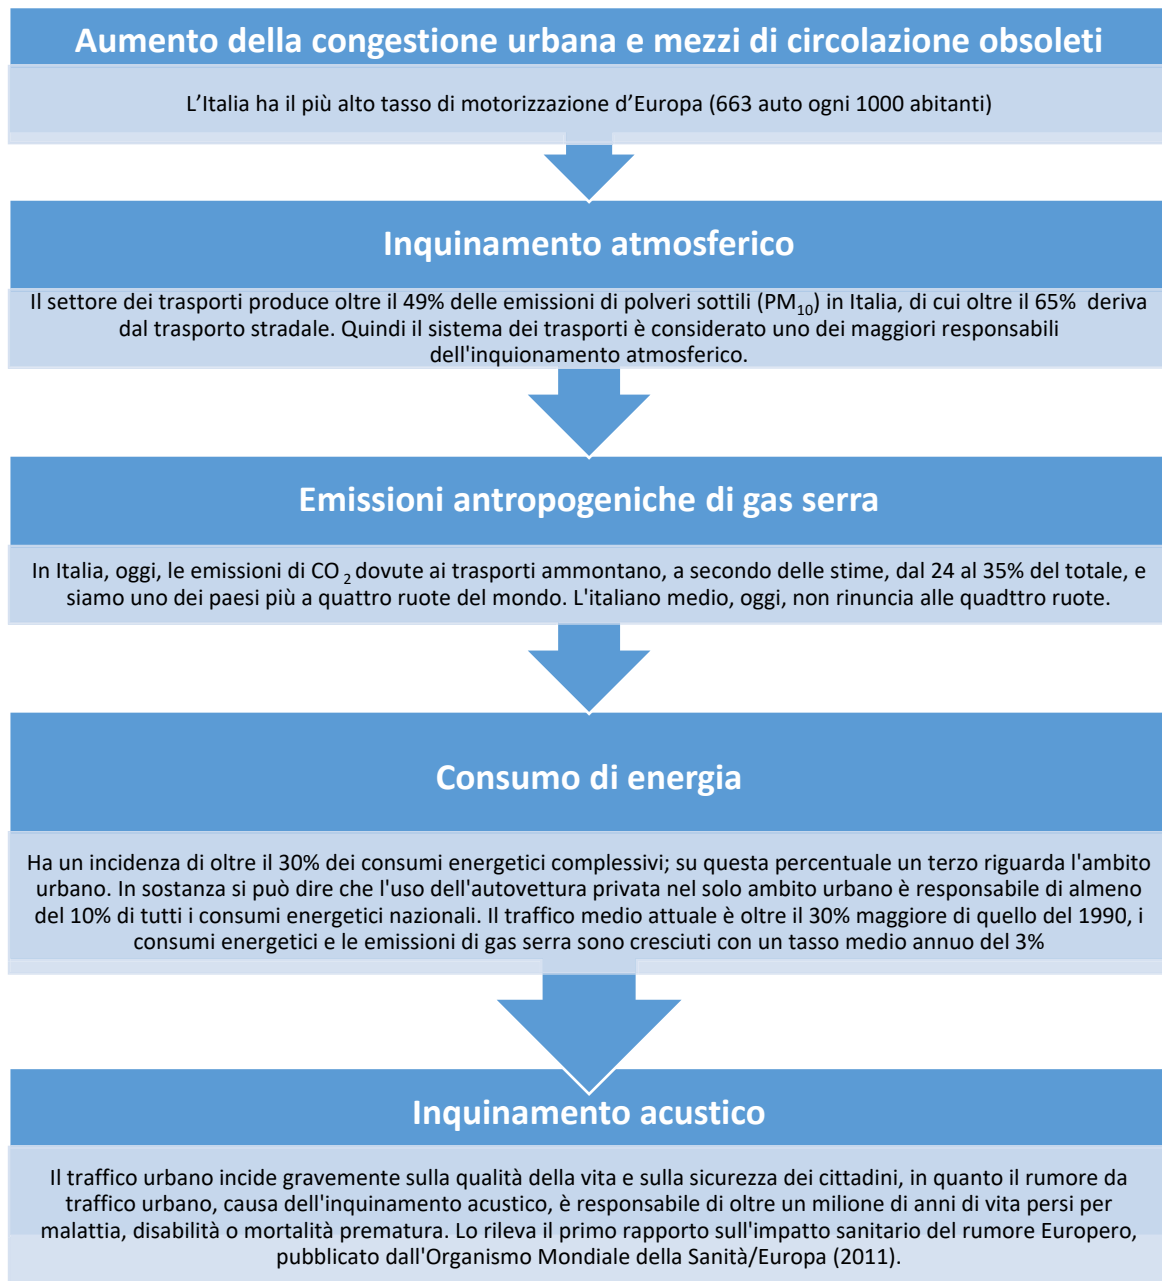 Aumento della congestione urbana e mezzi di circolazione obsoleti
L’Italia ha il più alto tasso di motorizzazione d’Europa (663 auto ogni 1000 abitanti)
Inquinamento atmosferico
Il settore dei trasporti produce oltre il 49% delle emissioni di polveri sottili (PM10) in Italia, di cui oltre il 65% deriva
dal trasporto stradale. Quindi il sistema dei trasporti è considerato uno dei maggiori responsabili
dell'inquionamento atmosferico.
Emissioni antropogeniche di gas serra
In Italia, oggi, le emissioni di CO2 dovute ai trasporti ammontano, a secondo delle stime, dal 24 al 35% del totale, e
siamo uno dei paesi più a quattro ruote del mondo. L'italiano medio, oggi, non rinuncia alle quadttro ruote.
Consumo di energia
Ha un incidenza di oltre il 30% dei consumi energetici complessivi; su questa percentuale un terzo riguarda l'ambito
urbano. In sostanza si può dire che l'uso dell'autovettura privata nel solo ambito urbano è responsabile di almeno
del 10% di tutti i consumi energetici nazionali. Il traffico medio attuale è oltre il 30% maggiore di quello del 1990, i
consumi energetici e le emissioni di gas serra sono cresciuti con un tasso medio annuo del 3%
Inquinamento acustico
Il traffico urbano incide gravemente sulla qualità della vita e sulla sicurezza dei cittadini, in quanto il rumore da
traffico urbano, causa dell'inquinamento acustico, è responsabile di oltre un milione di anni di vita persi per
malattia, disabilità o mortalità prematura. Lo rileva il primo rapporto sull'impatto sanitario del rumore Europero,
pubblicato dall'Organismo Mondiale della Sanità/Europa (2011).